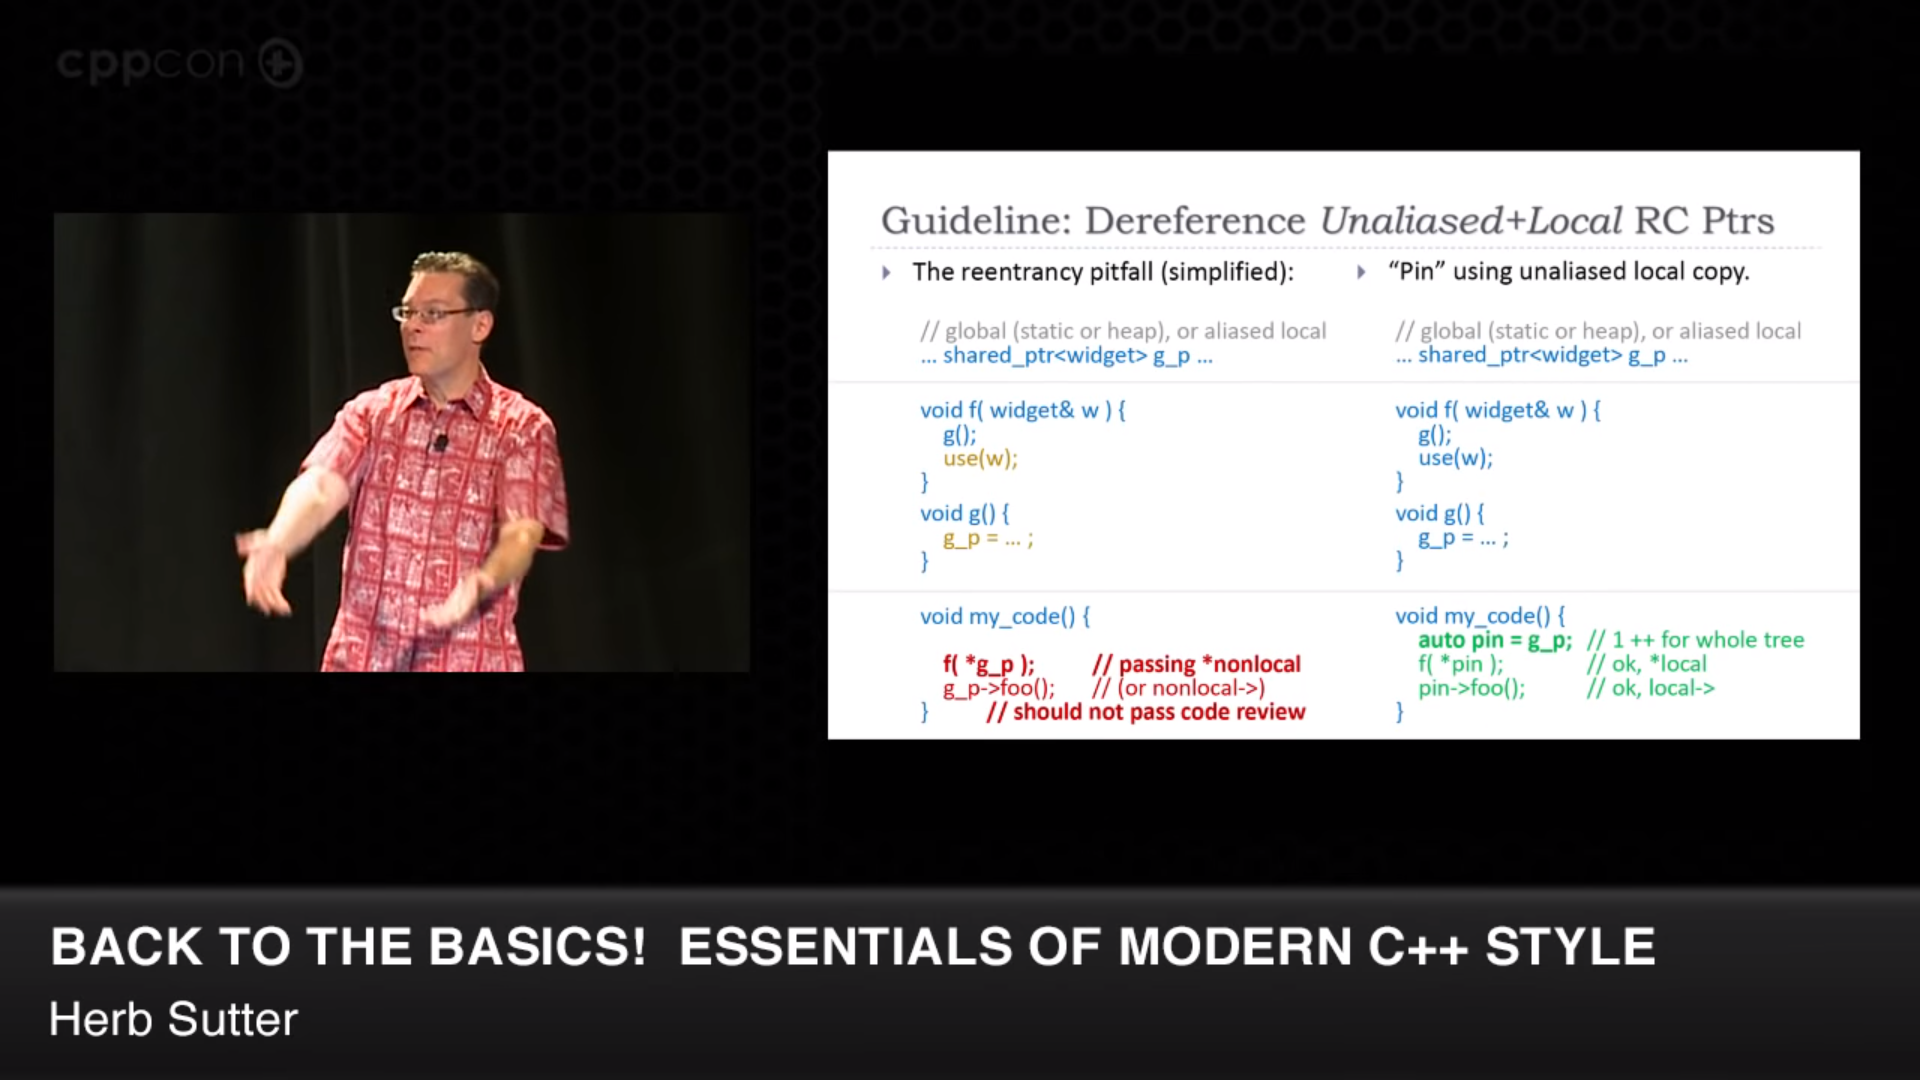 cppcon
Guideline: Dereference Unaliased+Local RC Ptrs
The reentrancy pitfall (simplified):
// global (static or heap), or aliased local
... shared_ptr<widget> g_p ...
void f( widget& w ) {
g();
use(w);
}
void g() {
g_p = ... ;
}
void my_code() {
f( *g_p ); // passing *nonlocal
g_p->foo(); // (or nonlocal->)
} // should not pass code review
“Pin” using unaliased local copy.
// global (static or heap), or aliased local
... shared_ptr<widget> g_p ...
void f( widget& w ) {
g();
use(w);
}
void g() {
g_p = ... ;
}
void my_code() {
auto pin = g_p; // 1 ++ for whole tree
f( *pin ); // ok, *local
pin->foo(); // ok, local->
}
BACK TO THE BASICS! ESSENTIALS OF MODERN C++ STYLE
Herb Sutter